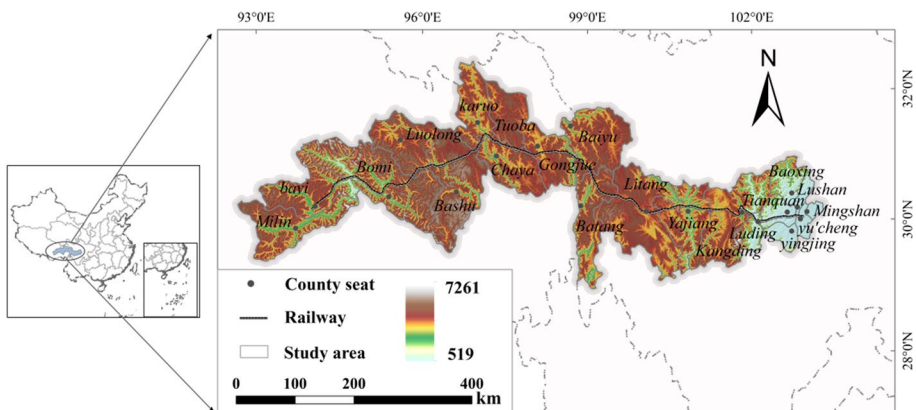 93°0'E 96°0'E 99°0'E 102°0'E
N
32°0'N
karuo
Tuoba
Luolong
Baiyu
Chaya
Gongjue
Bomi
Baoxing
bayi
Litang
Lushan
Bashu
Tianquan
30°0'N
Milin
Batang
Yajiang
Mingshan
Luding
yu'cheng
Kangding
yingjing
County seat
7261
Railway
Study area
519
28°0'N
0 100 200 400
km